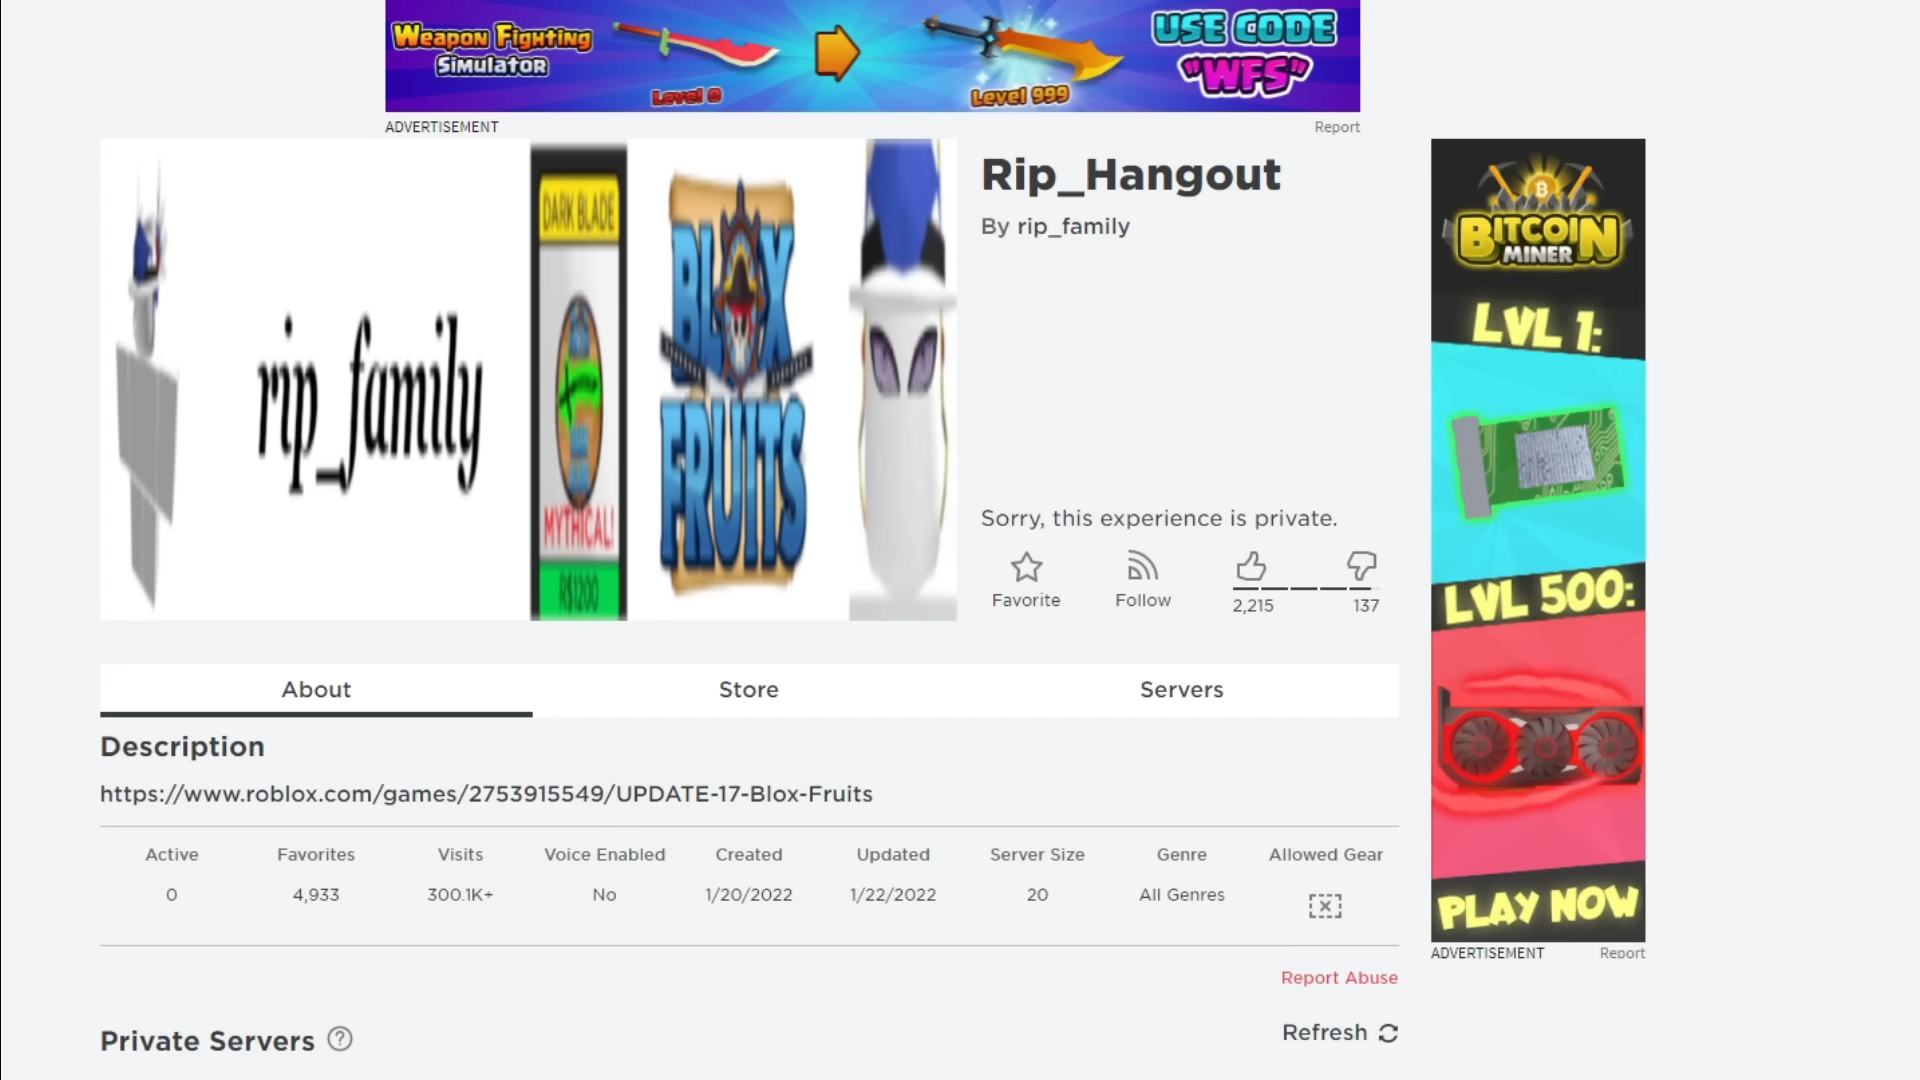 WEAPON FIGHTING
SIMULATOR
Level 0
Level 999
USE CODE
"WFS"
ADVERTISEMENT
Report
rip_family
DARK BLADE
MYTHICAL!
R$1200
BLOX
FRUITS
Rip_Hangout
By rip_family
Sorry, this experience is private.
Favorite
Follow
2,215
137
BITCOIN
MINER
LVL 1:
LVL 500:
PLAY NOW
ADVERTISEMENT
Report
About
Store
Servers
Description
https://www.roblox.com/games/2753915549/UPDATE-17-Blox-Fruits
Active Favorites Visits Voice Enabled Created Updated Server Size Genre Allowed Gear
0 4,933 300.1K+ No 1/20/2022 1/22/2022 20 All Genres
Report Abuse
Private Servers
Refresh